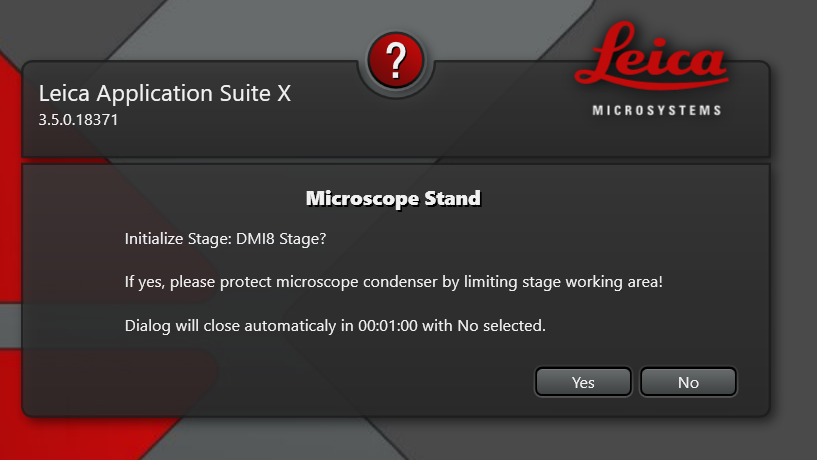 ?
Leica
MICROSYSTEMS
Leica Application Suite X
3.5.0.18371
Microscope Stand
Initialize Stage: DMI8 Stage?
If yes, please protect microscope condenser by limiting stage working area!
Dialog will close automaticaly in 00:01:00 with No selected.
Yes
No